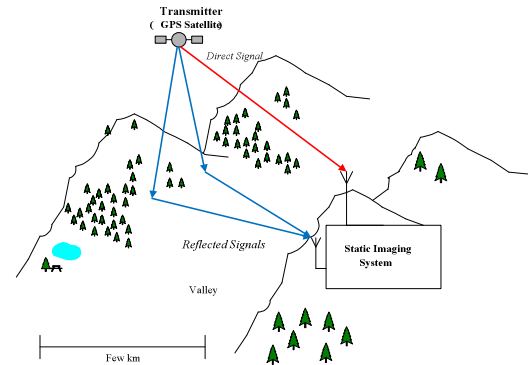 Transmitter
( GPS Satellite)
Direct Signal
Reflected Signals
Static Imaging
System
Valley
Few km